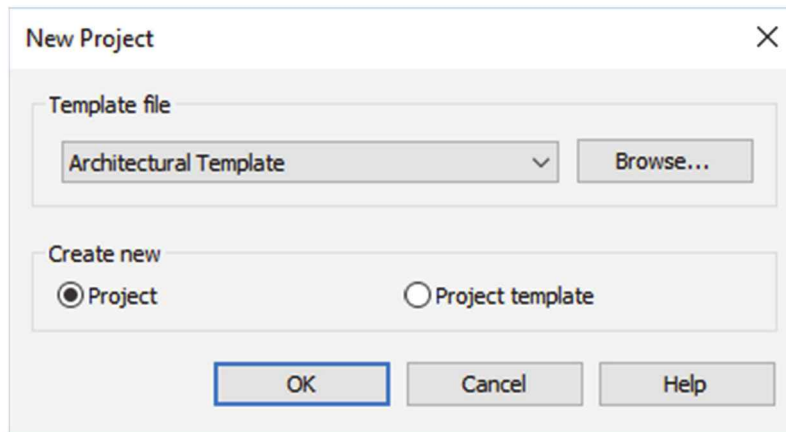 New Project
Template file
Architectural Template
Browse...
Create new
Project
Project template
OK
Cancel
Help